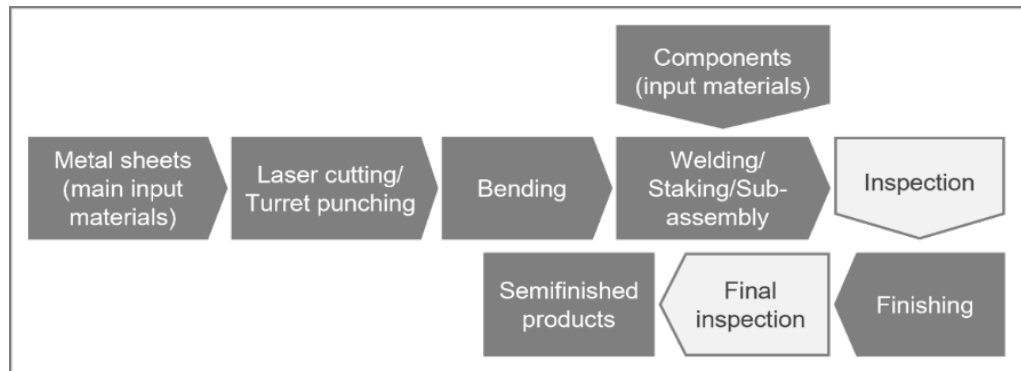 Components
(input materials)
Metal sheets
(main input
materials)
Laser cutting/
Turret punching
Bending
Welding/
Staking/Sub-
assembly
Inspection
Semifinished
products
Final
inspection
Finishing